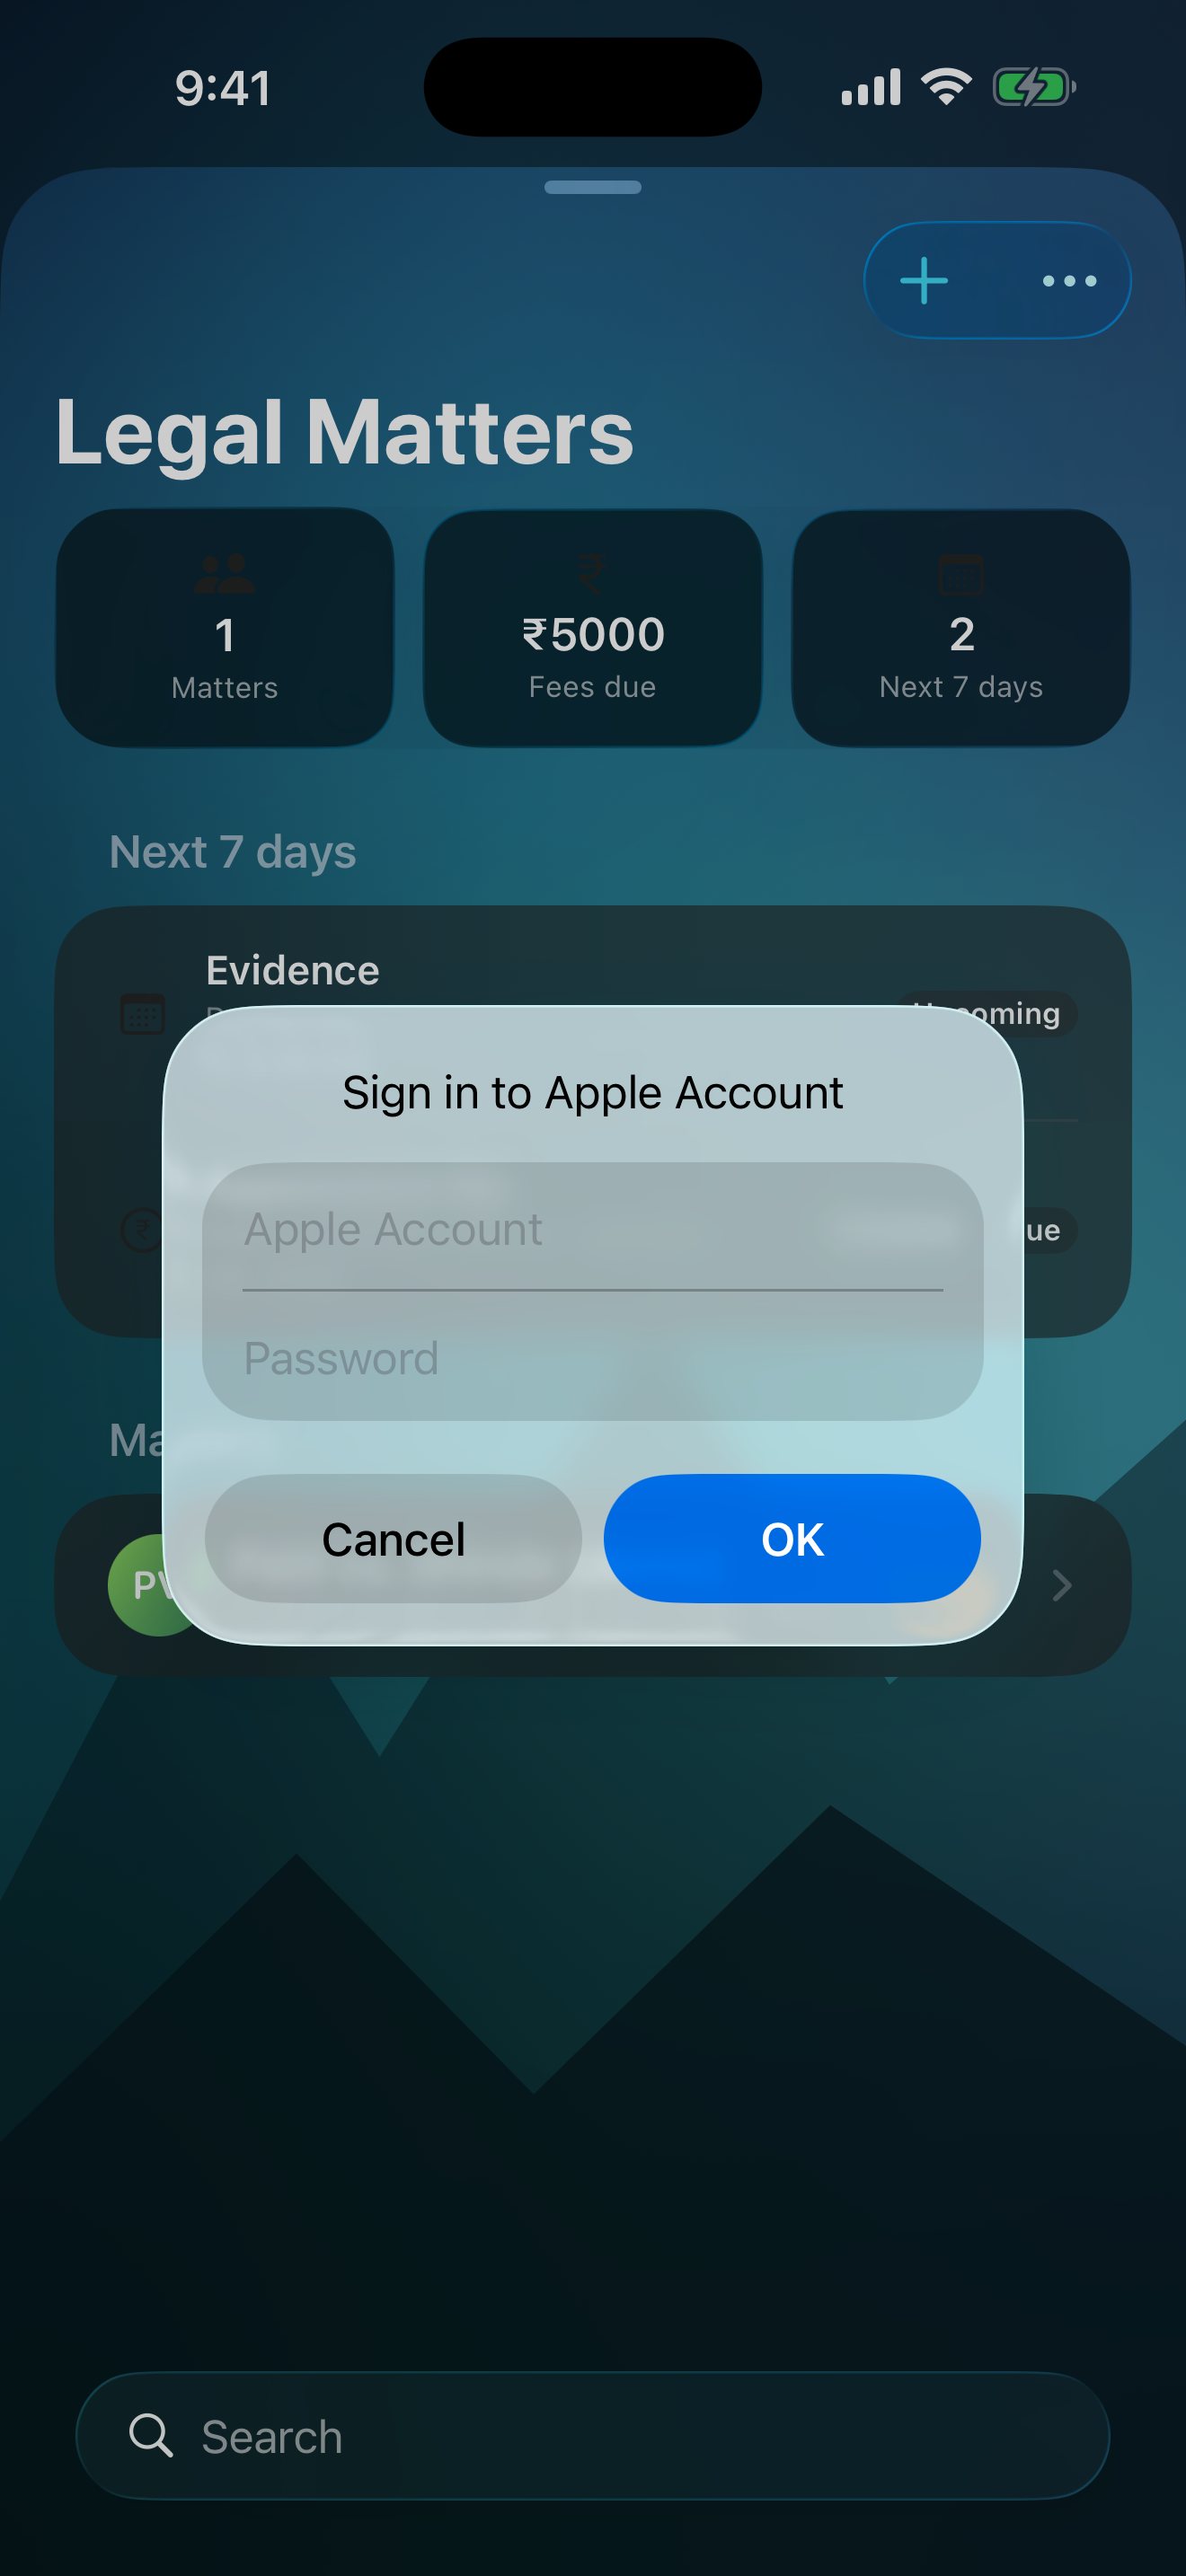 9:41
Legal Matters
1
Matters
₹5000
Fees due
2
Next 7 days
Next 7 days
Evidence
Sign in to Apple Account
Apple Account
Password
Cancel
OK
Search